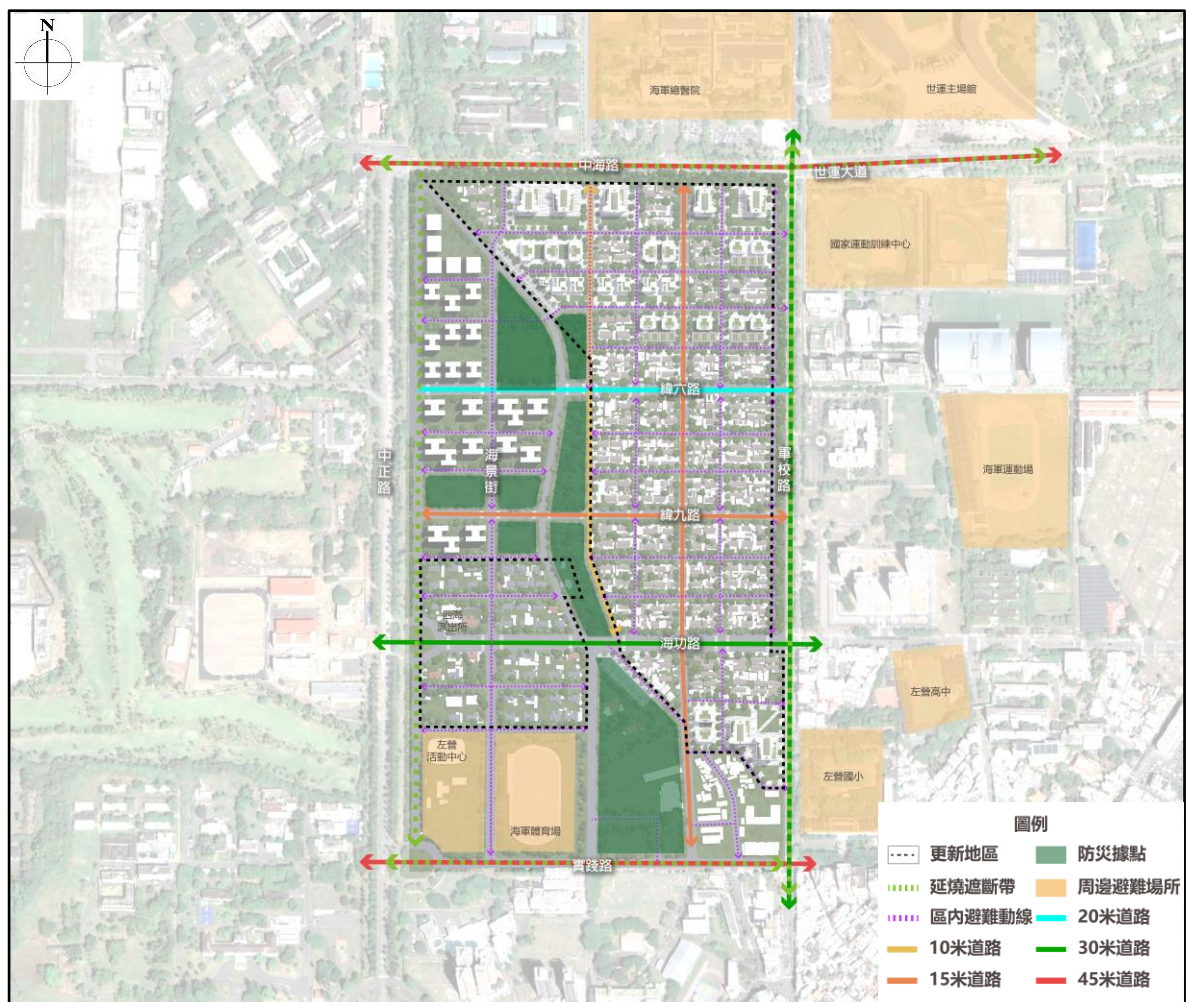 N
海軍總醫院
世運主場館
中海路
世運大道
國家運動訓練中心
緯六路
中正路
海景街
軍校路
海軍運動場
緯九路
四海
派出所
海功路
左營高中
左營
活動中心
海軍體育場
左營國小
實踐路
圖例
更新地區
防災據點
延燒遮斷帶
周邊避難場所
區內避難動線
20米道路
10米道路
30米道路
15米道路
45米道路